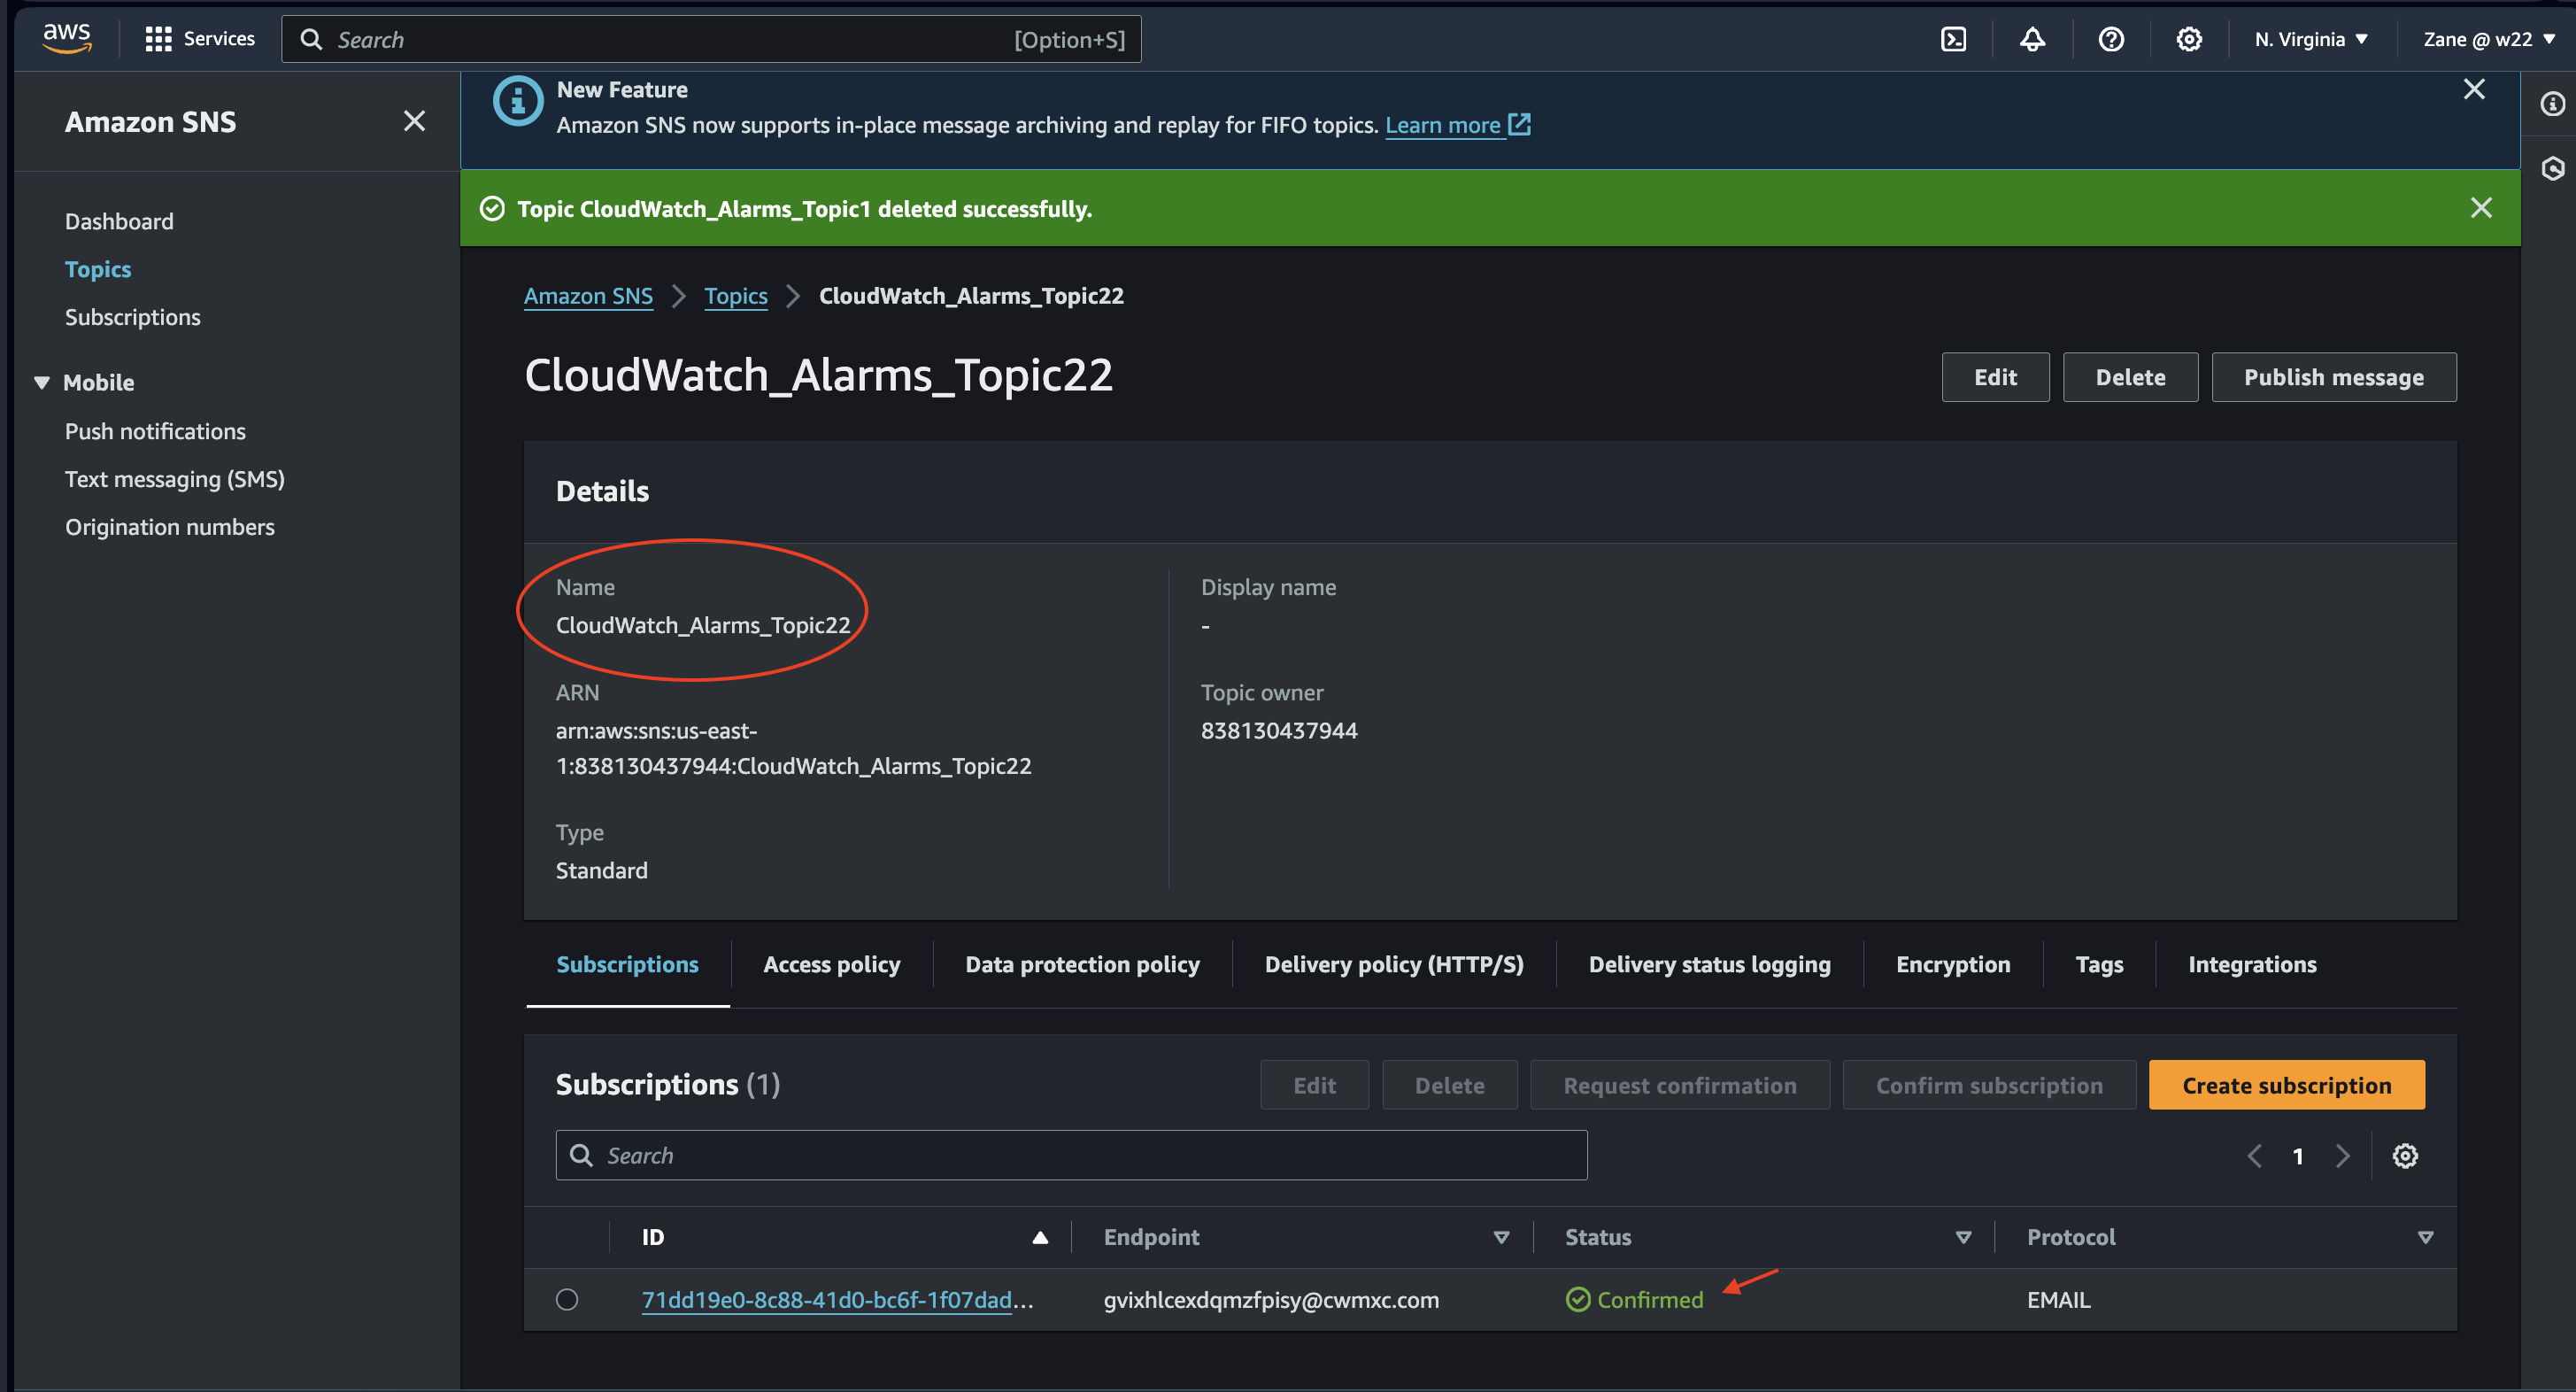 aws
Services
Search
[Option+S]
N. Virginia
Zane @ w22
Amazon SNS
Dashboard
Topics
Subscriptions
Mobile
Push notifications
Text messaging (SMS)
Origination numbers
New Feature
Amazon SNS now supports in-place message archiving and replay for FIFO topics. Learn more
Topic CloudWatch_Alarms_Topic1 deleted successfully.
Amazon SNS
Topics
CloudWatch_Alarms_Topic22
CloudWatch_Alarms_Topic22
Edit
Delete
Publish message
Details
Name
CloudWatch_Alarms_Topic22
ARN
arn:aws:sns:us-east-
1:838130437944:CloudWatch_Alarms_Topic22
Type
Standard
Display name
-
Topic owner
838130437944
Subscriptions
Access policy
Data protection policy
Delivery policy (HTTP/S)
Delivery status logging
Encryption
Tags
Integrations
Subscriptions (1)
Edit
Delete
Request confirmation
Confirm subscription
Create subscription
Search
1
ID
Endpoint
Status
Protocol
71dd19e0-8c88-41d0-bc6f-1f07dad...
gvixhlcexdqmzfpisy@cwmxc.com
Confirmed
EMAIL